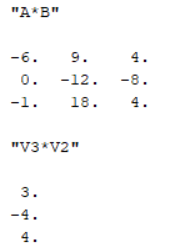 "A*B"
-6. 9. 4.
0. -12. -8.
-1. 18. 4.
"V3*V2"
3.
-4.
4.